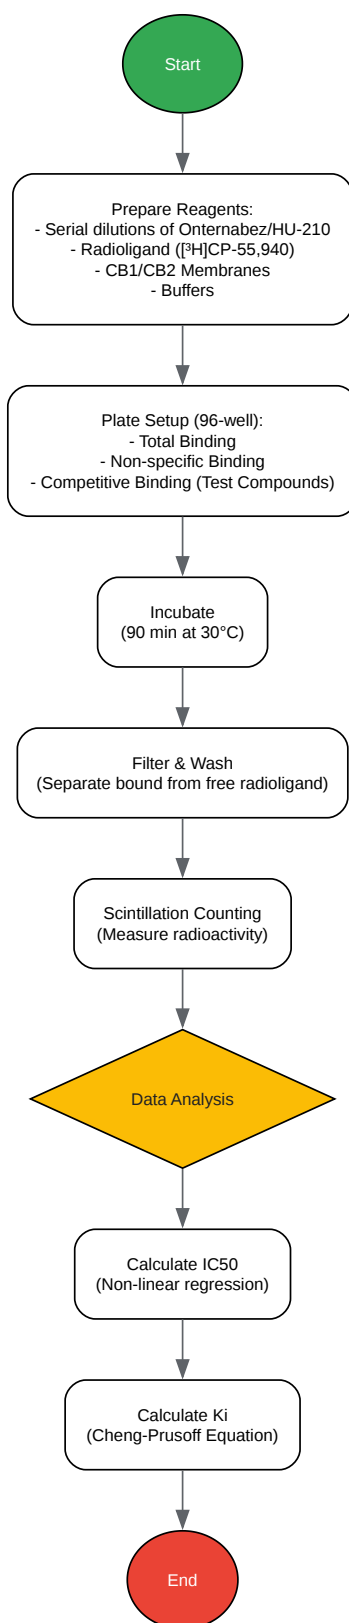 Start
Prepare Reagents:
- Serial dilutions of Onternabez/HU-210
- Radioligand ([³H]CP-55,940)
- CB1/CB2 Membranes
- Buffers
Plate Setup (96-well):
- Total Binding
- Non-specific Binding
- Competitive Binding (Test Compounds)
Incubate
(90 min at 30°C)
Filter & Wash
(Separate bound from free radioligand)
Scintillation Counting
(Measure radioactivity)
Data Analysis
Calculate IC50
(Non-linear regression)
Calculate Ki
(Cheng-Prusoff Equation)
End